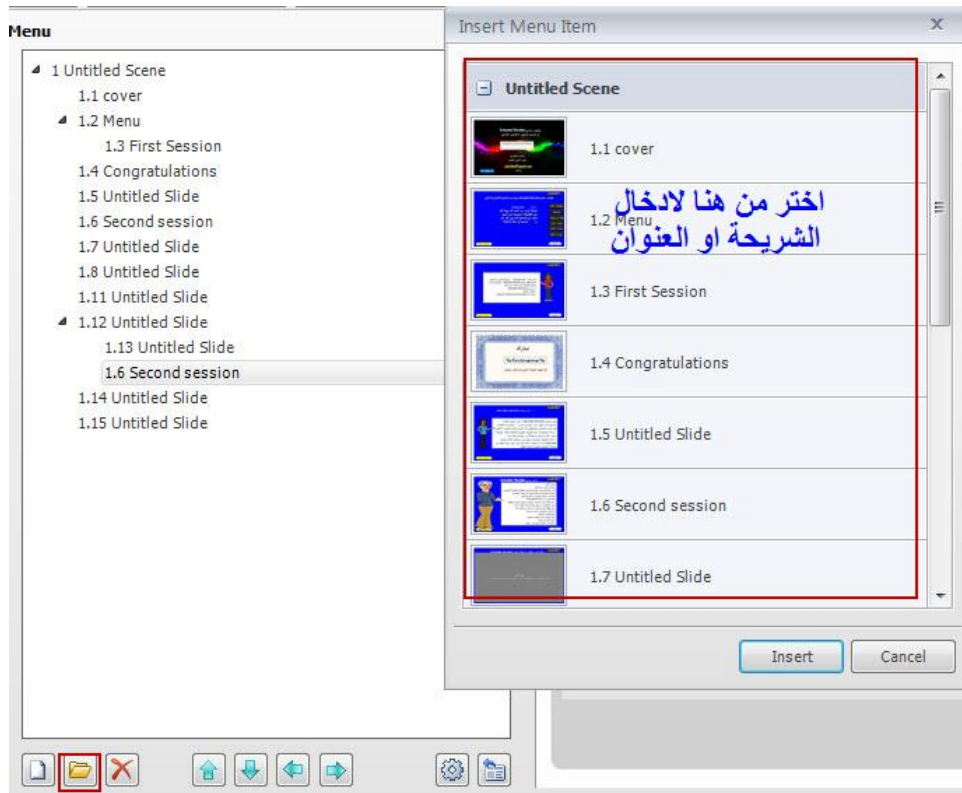 Menu
1 Untitled Scene
1.1 cover
1.2 Menu
1.3 First Session
1.4 Congratulations
1.5 Untitled Slide
1.6 Second session
1.7 Untitled Slide
1.8 Untitled Slide
1.11 Untitled Slide
1.12 Untitled Slide
1.13 Untitled Slide
1.6 Second session
1.14 Untitled Slide
1.15 Untitled Slide
Insert Menu Item
Untitled Scene
1.1 cover
1.2 Menu
اختر من هنا لادخال
الشريحة او العنوان
1.3 First Session
1.4 Congratulations
1.5 Untitled Slide
1.6 Second session
1.7 Untitled Slide
Insert
Cancel